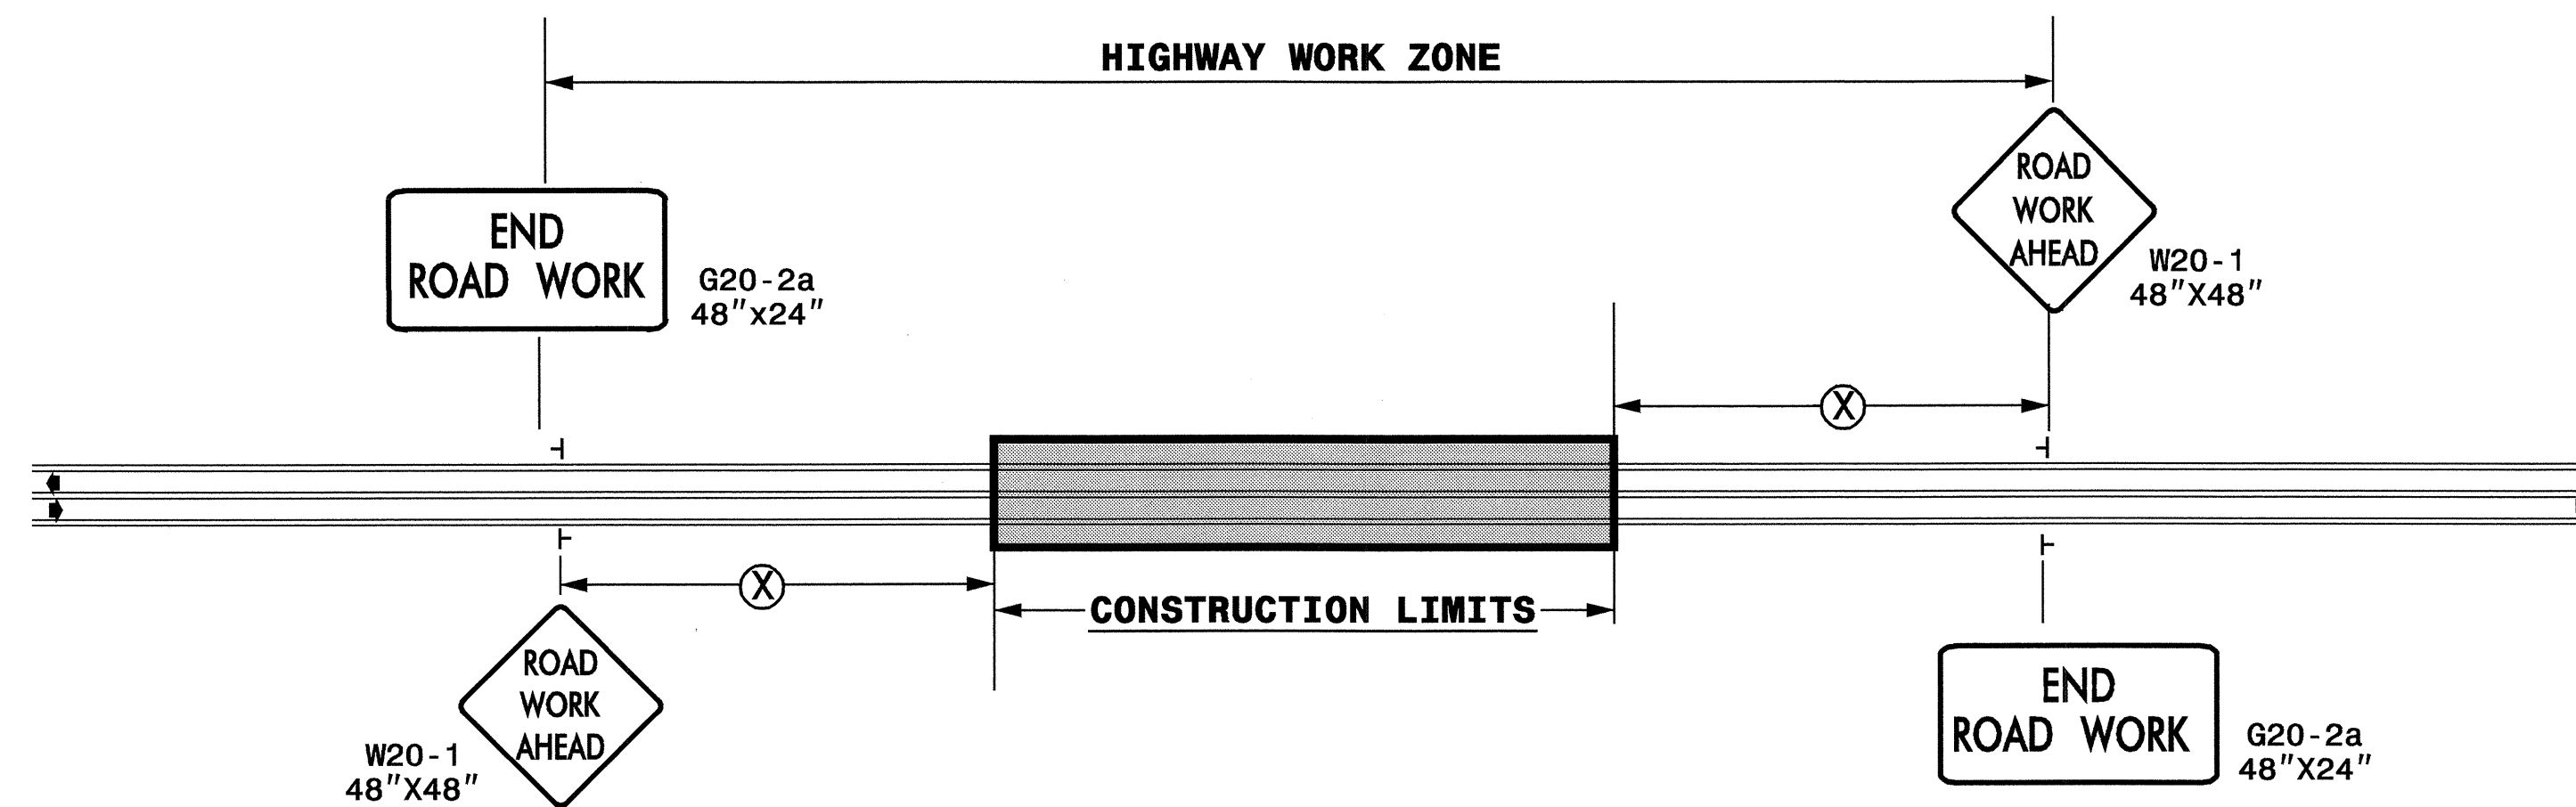 HIGHWAY WORK ZONE
END
ROAD WORK
G20-2a
48"x24"
ROAD
WORK
AHEAD
W20-1
48"X48"
X
X
CONSTRUCTION LIMITS
ROAD
WORK
AHEAD
W20-1
48"X48"
END
ROAD WORK
G20-2a
48"X24"